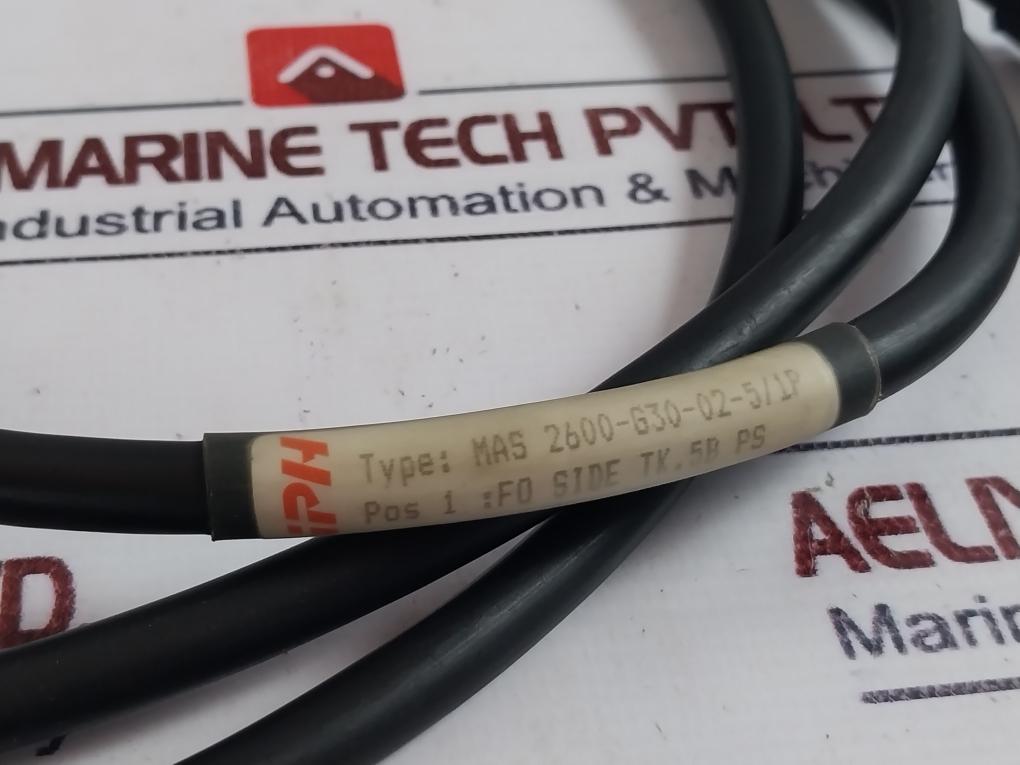 MARINE TECH PVT LT
ndustrial Automation & M
Type: MAS 2600-G30-02-5/1P
Pos 1 :FO SIDE TK.5B PS
AELM
Marin
D